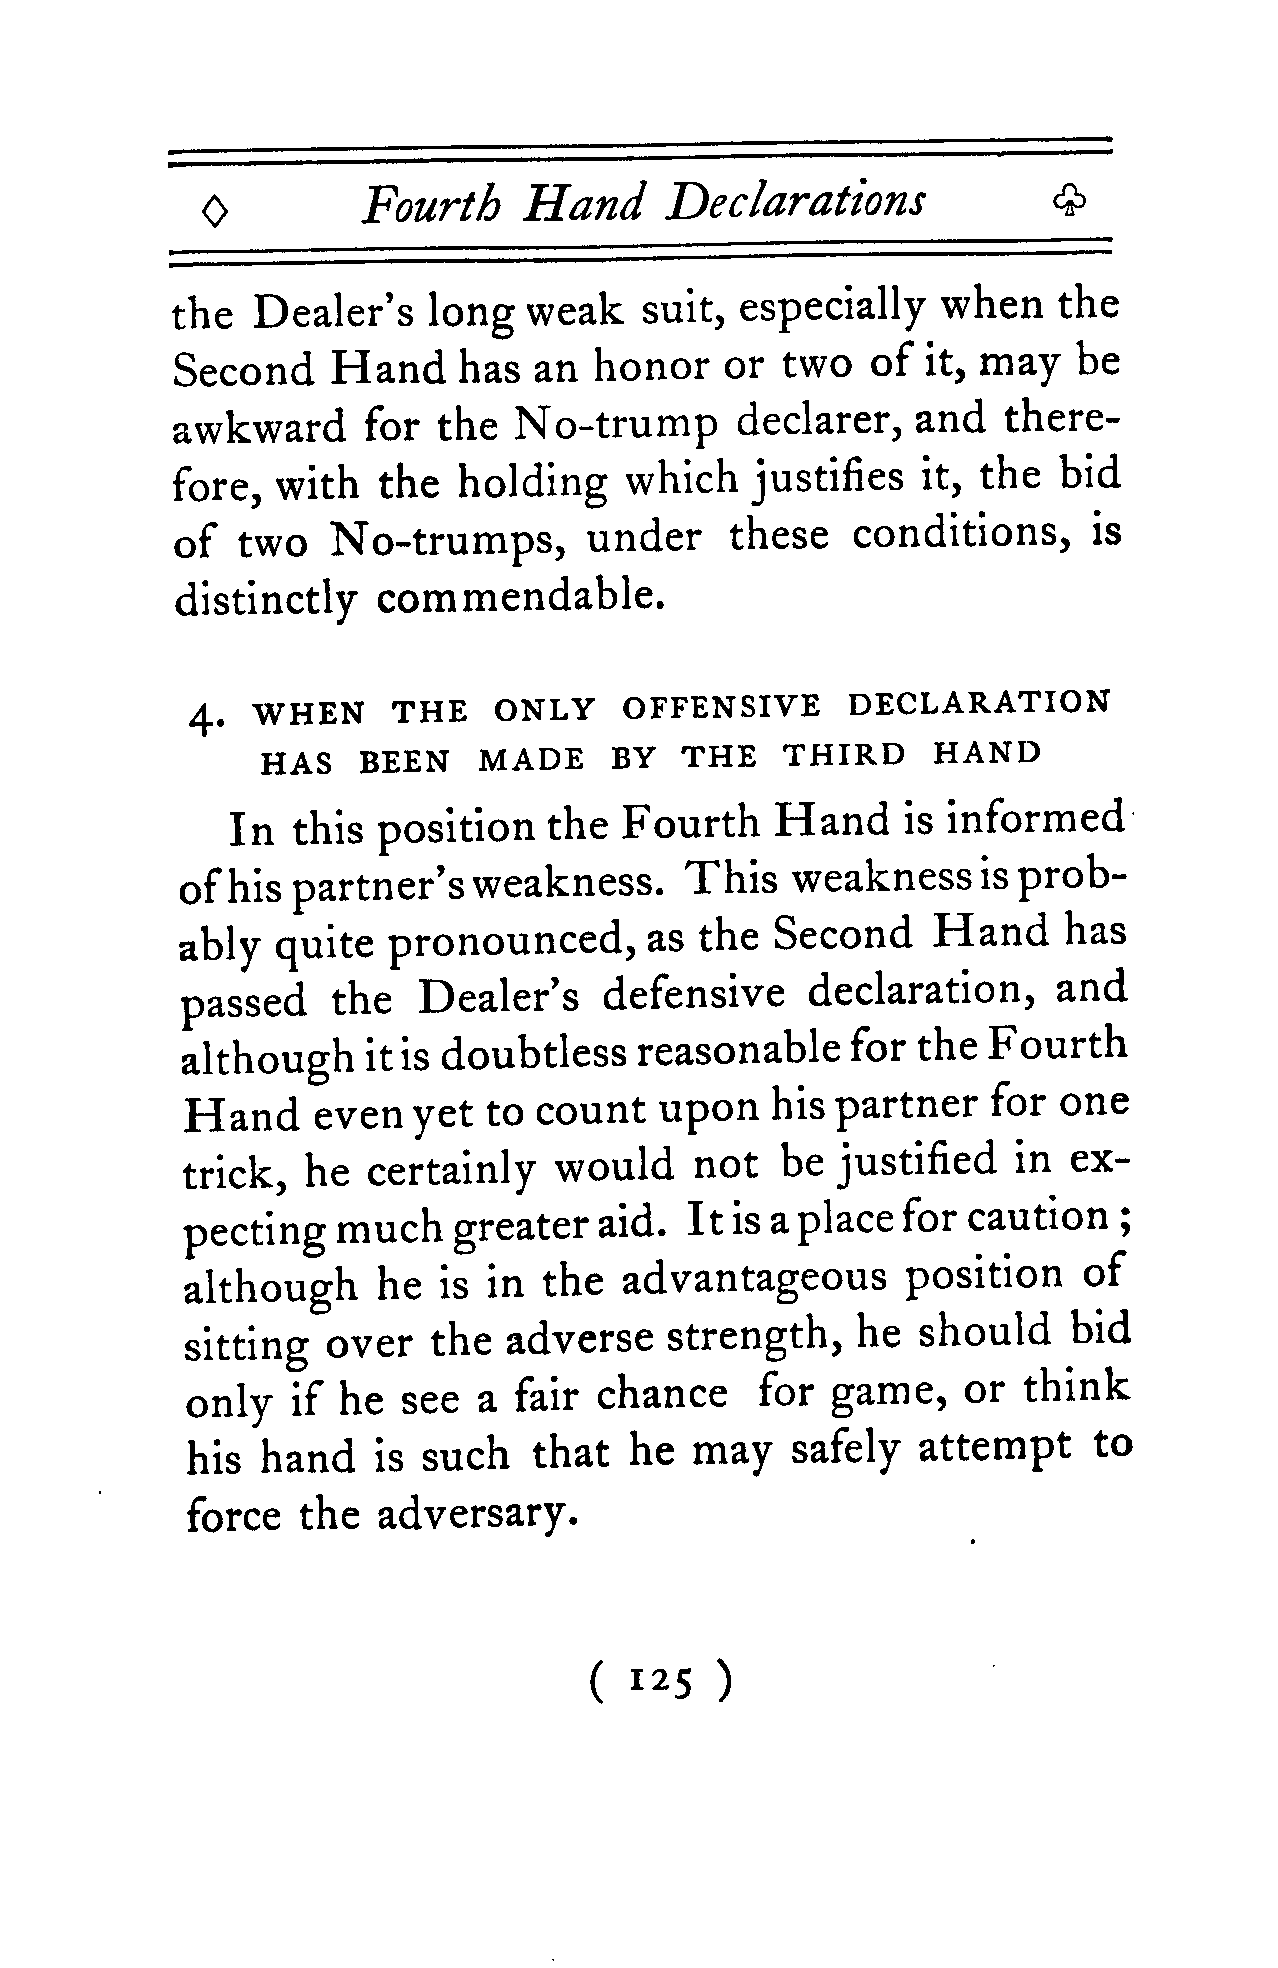 ◇ Fourth Hand Declarations ♧
the Dealer's long weak suit, especially when the
Second Hand has an honor or two of it, may be
awkward for the No-trump declarer, and there-
fore, with the holding which justifies it, the bid
of two No-trumps, under these conditions, is
distinctly commendable.
4. WHEN THE ONLY OFFENSIVE DECLARATION
HAS BEEN MADE BY THE THIRD HAND
In this position the Fourth Hand is informed
of his partner's weakness. This weakness is prob-
ably quite pronounced, as the Second Hand has
passed the Dealer's defensive declaration, and
although it is doubtless reasonable for the Fourth
Hand even yet to count upon his partner for one
trick, he certainly would not be justified in ex-
pecting much greater aid. It is a place for caution;
although he is in the advantageous position of
sitting over the adverse strength, he should bid
only if he see a fair chance for game, or think
his hand is such that he may safely attempt to
force the adversary.
( 125 )